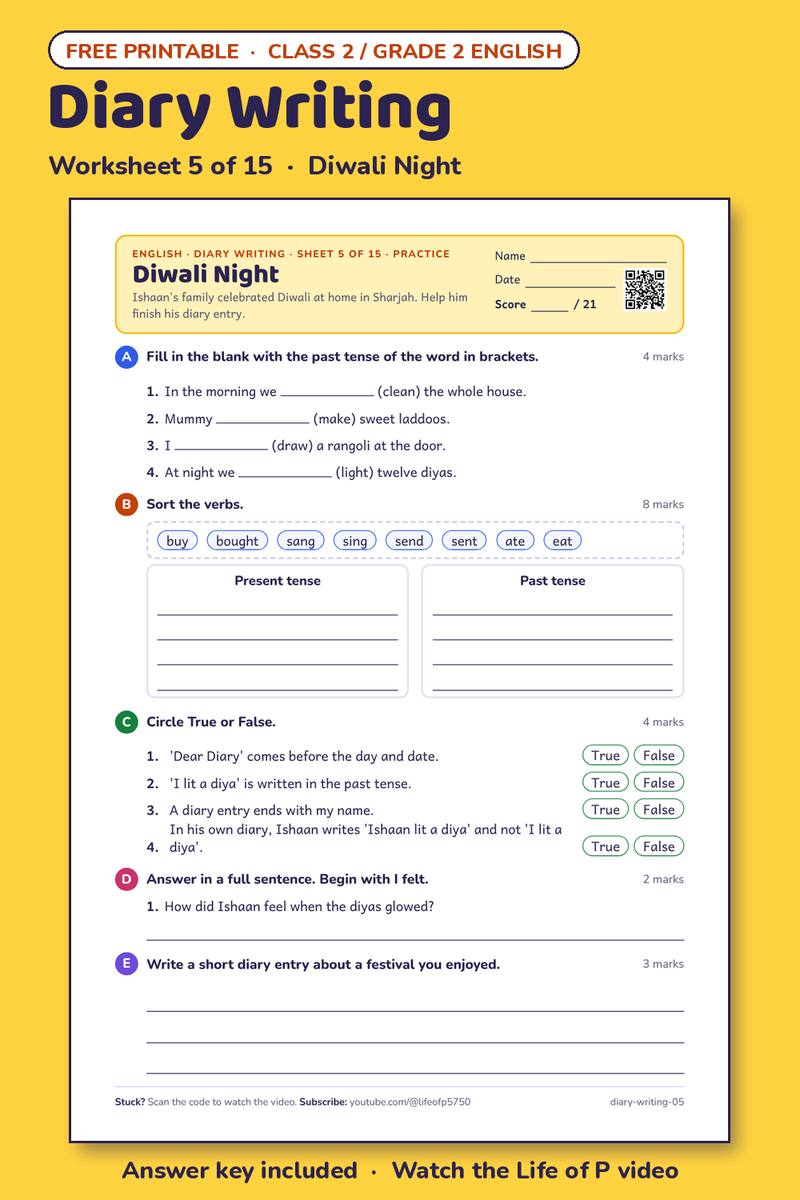 FREE PRINTABLE · CLASS 2 / GRADE 2 ENGLISH
Diary Writing
Worksheet 5 of 15 · Diwali Night
ENGLISH · DIARY WRITING · SHEET 5 OF 15 · PRACTICE
Diwali Night
Ishaan's family celebrated Diwali at home in Sharjah. Help him
finish his diary entry.
Name ____
Date ____
Score ____ / 21
A Fill in the blank with the past tense of the word in brackets. 4 marks
1. In the morning we ____ (clean) the whole house.
2. Mummy ____ (make) sweet laddoos.
3. I ____ (draw) a rangoli at the door.
4. At night we ____ (light) twelve diyas.
B Sort the verbs. 8 marks
buy bought sang sing send sent ate eat
Present tense Past tense
C Circle True or False. 4 marks
1. 'Dear Diary' comes before the day and date. True False
2. 'I lit a diya' is written in the past tense. True False
3. A diary entry ends with my name. True False
In his own diary, Ishaan writes 'Ishaan lit a diya' and not 'I lit a
4. diya'. True False
D Answer in a full sentence. Begin with I felt. 2 marks
1. How did Ishaan feel when the diyas glowed?
E Write a short diary entry about a festival you enjoyed. 3 marks
Stuck? Scan the code to watch the video. Subscribe: youtube.com/@lifeofp5750 diary-writing-05
Answer key included · Watch the Life of P video